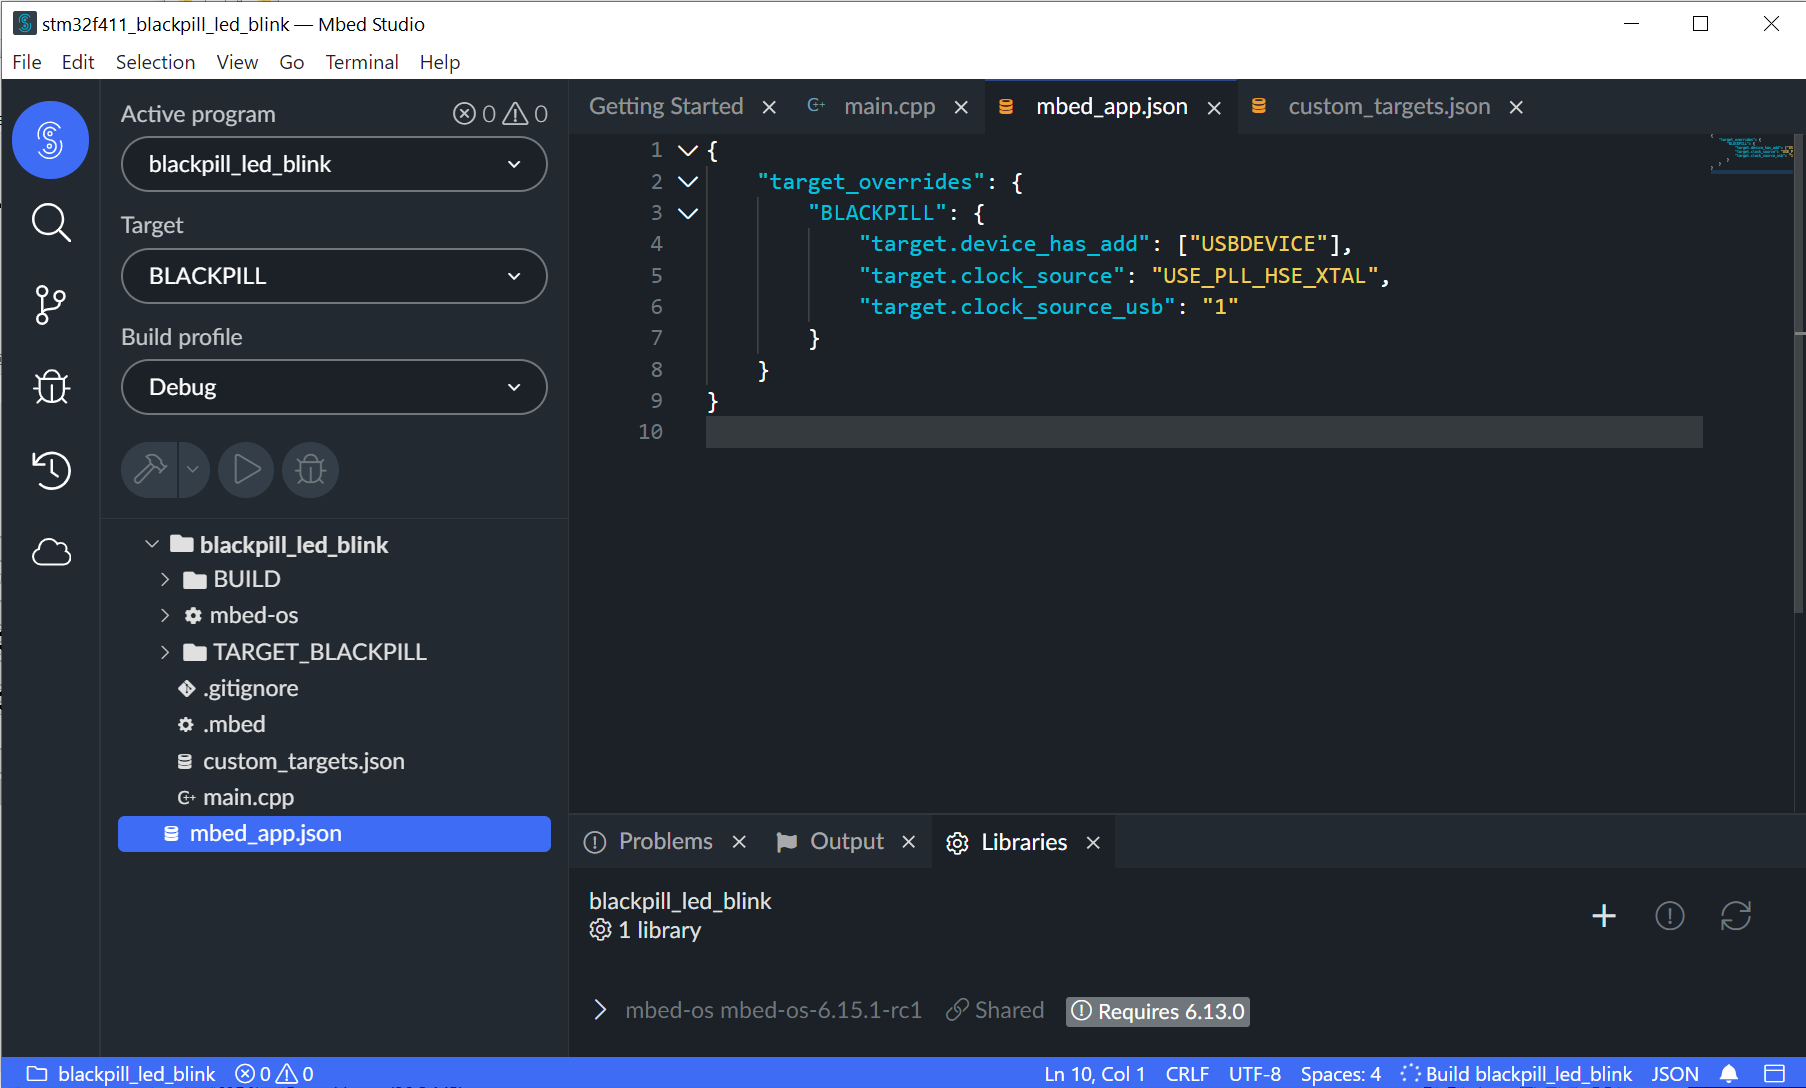 stm32f411_blackpill_led_blink — Mbed Studio
File Edit Selection View Go Terminal Help
Active program 0 0
blackpill_led_blink
Target
BLACKPILL
Build profile
Debug
blackpill_led_blink
BUILD
mbed-os
TARGET_BLACKPILL
.gitignore
.mbed
custom_targets.json
main.cpp
mbed_app.json
Getting Started main.cpp mbed_app.json custom_targets.json
1 {
2 "target_overrides": {
3 "BLACKPILL": {
4 "target.device_has_add": ["USBDEVICE"],
5 "target.clock_source": "USE_PLL_HSE_XTAL",
6 "target.clock_source_usb": "1"
7 }
8 }
9 }
10
Problems Output Libraries
blackpill_led_blink
1 library
mbed-os mbed-os-6.15.1-rc1 Shared Requires 6.13.0
blackpill_led_blink 0 0 Ln 10, Col 1 CRLF UTF-8 Spaces: 4 Build blackpill_led_blink JSON